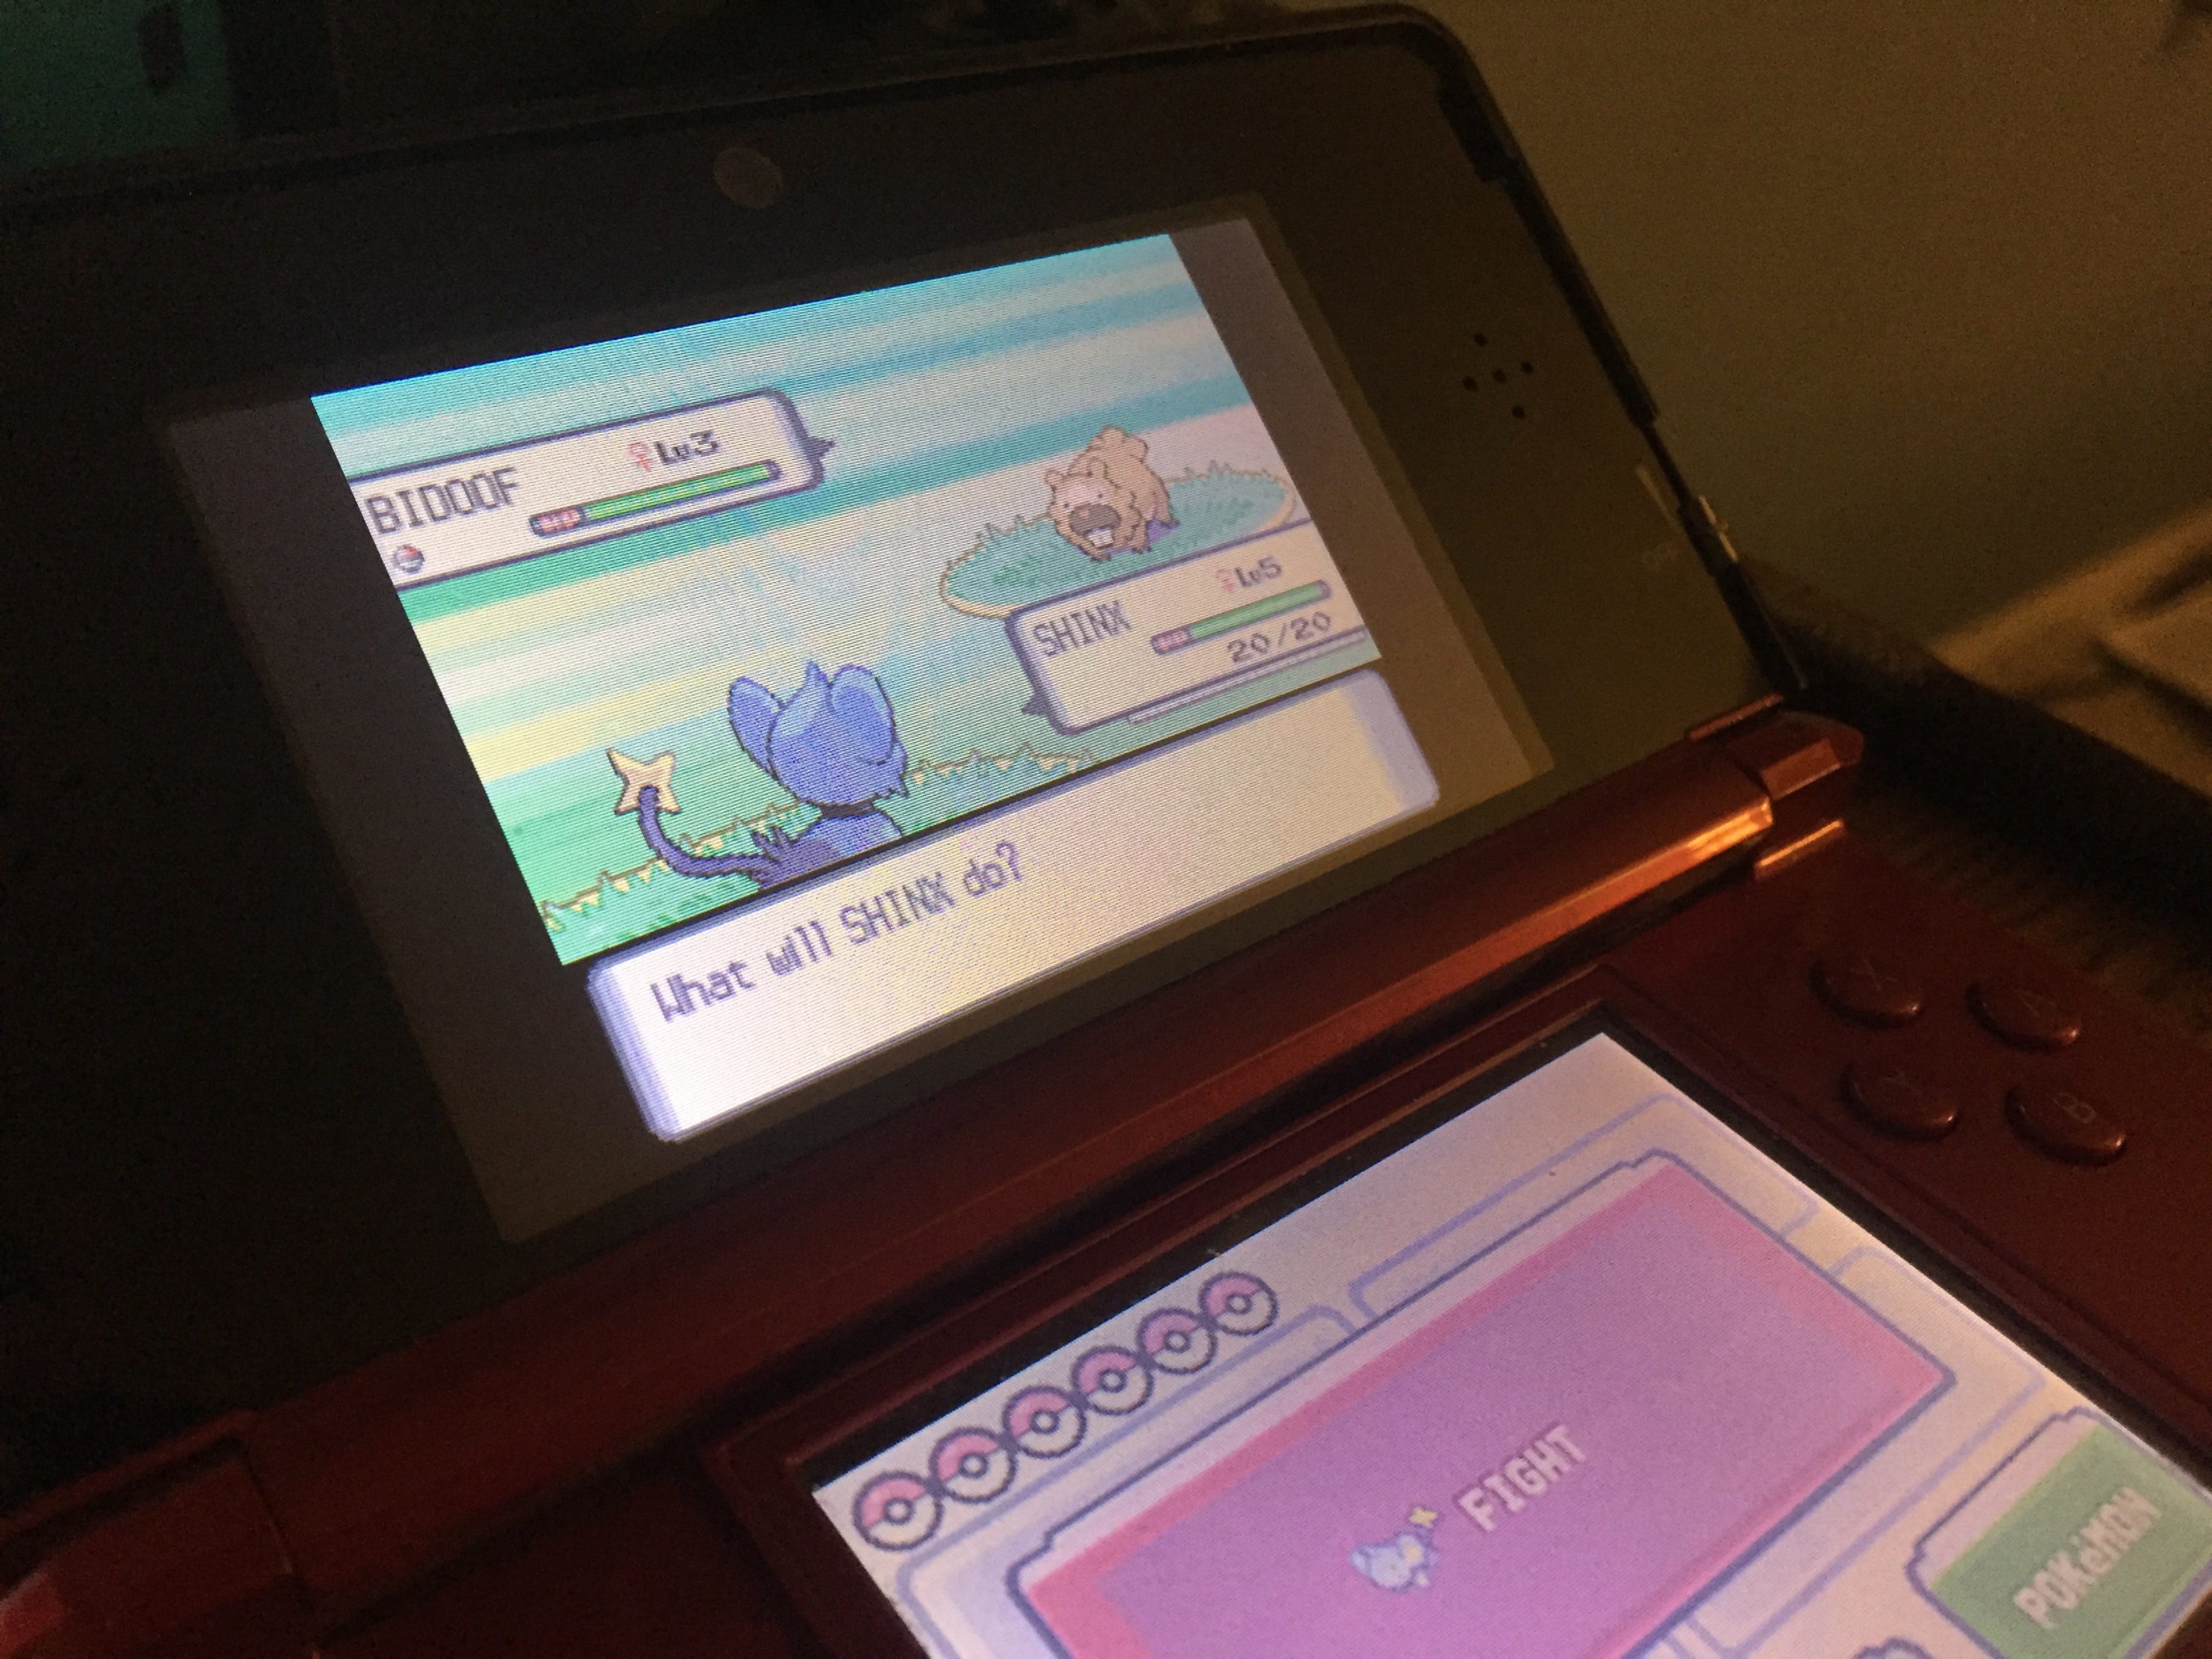 BIDOOF ♀Lv3
SHINX ♀Lv5
20/20
What will SHINX do?
X
A
Y
B
FIGHT
POKéMON